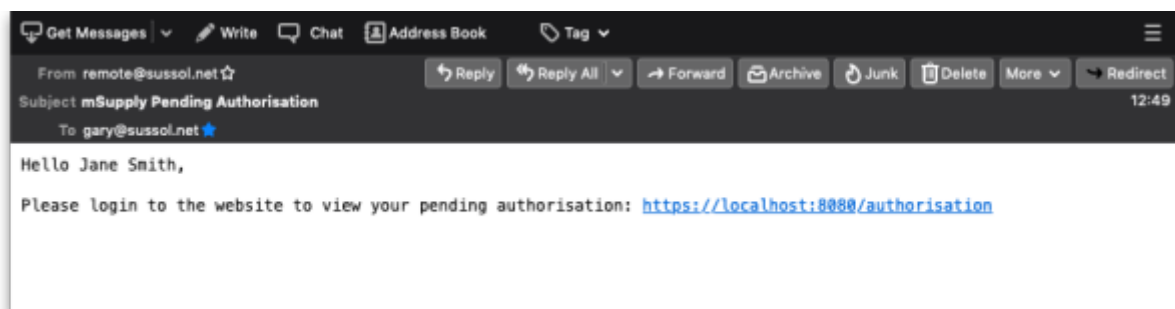 Get Messages Write Chat Address Book Tag
From remote@sussol.net Reply Reply All Forward Archive Junk Delete More Redirect
Subject mSupply Pending Authorisation 12:49
To gary@sussol.net
Hello Jane Smith,
Please login to the website to view your pending authorisation: https://localhost:8080/authorisation